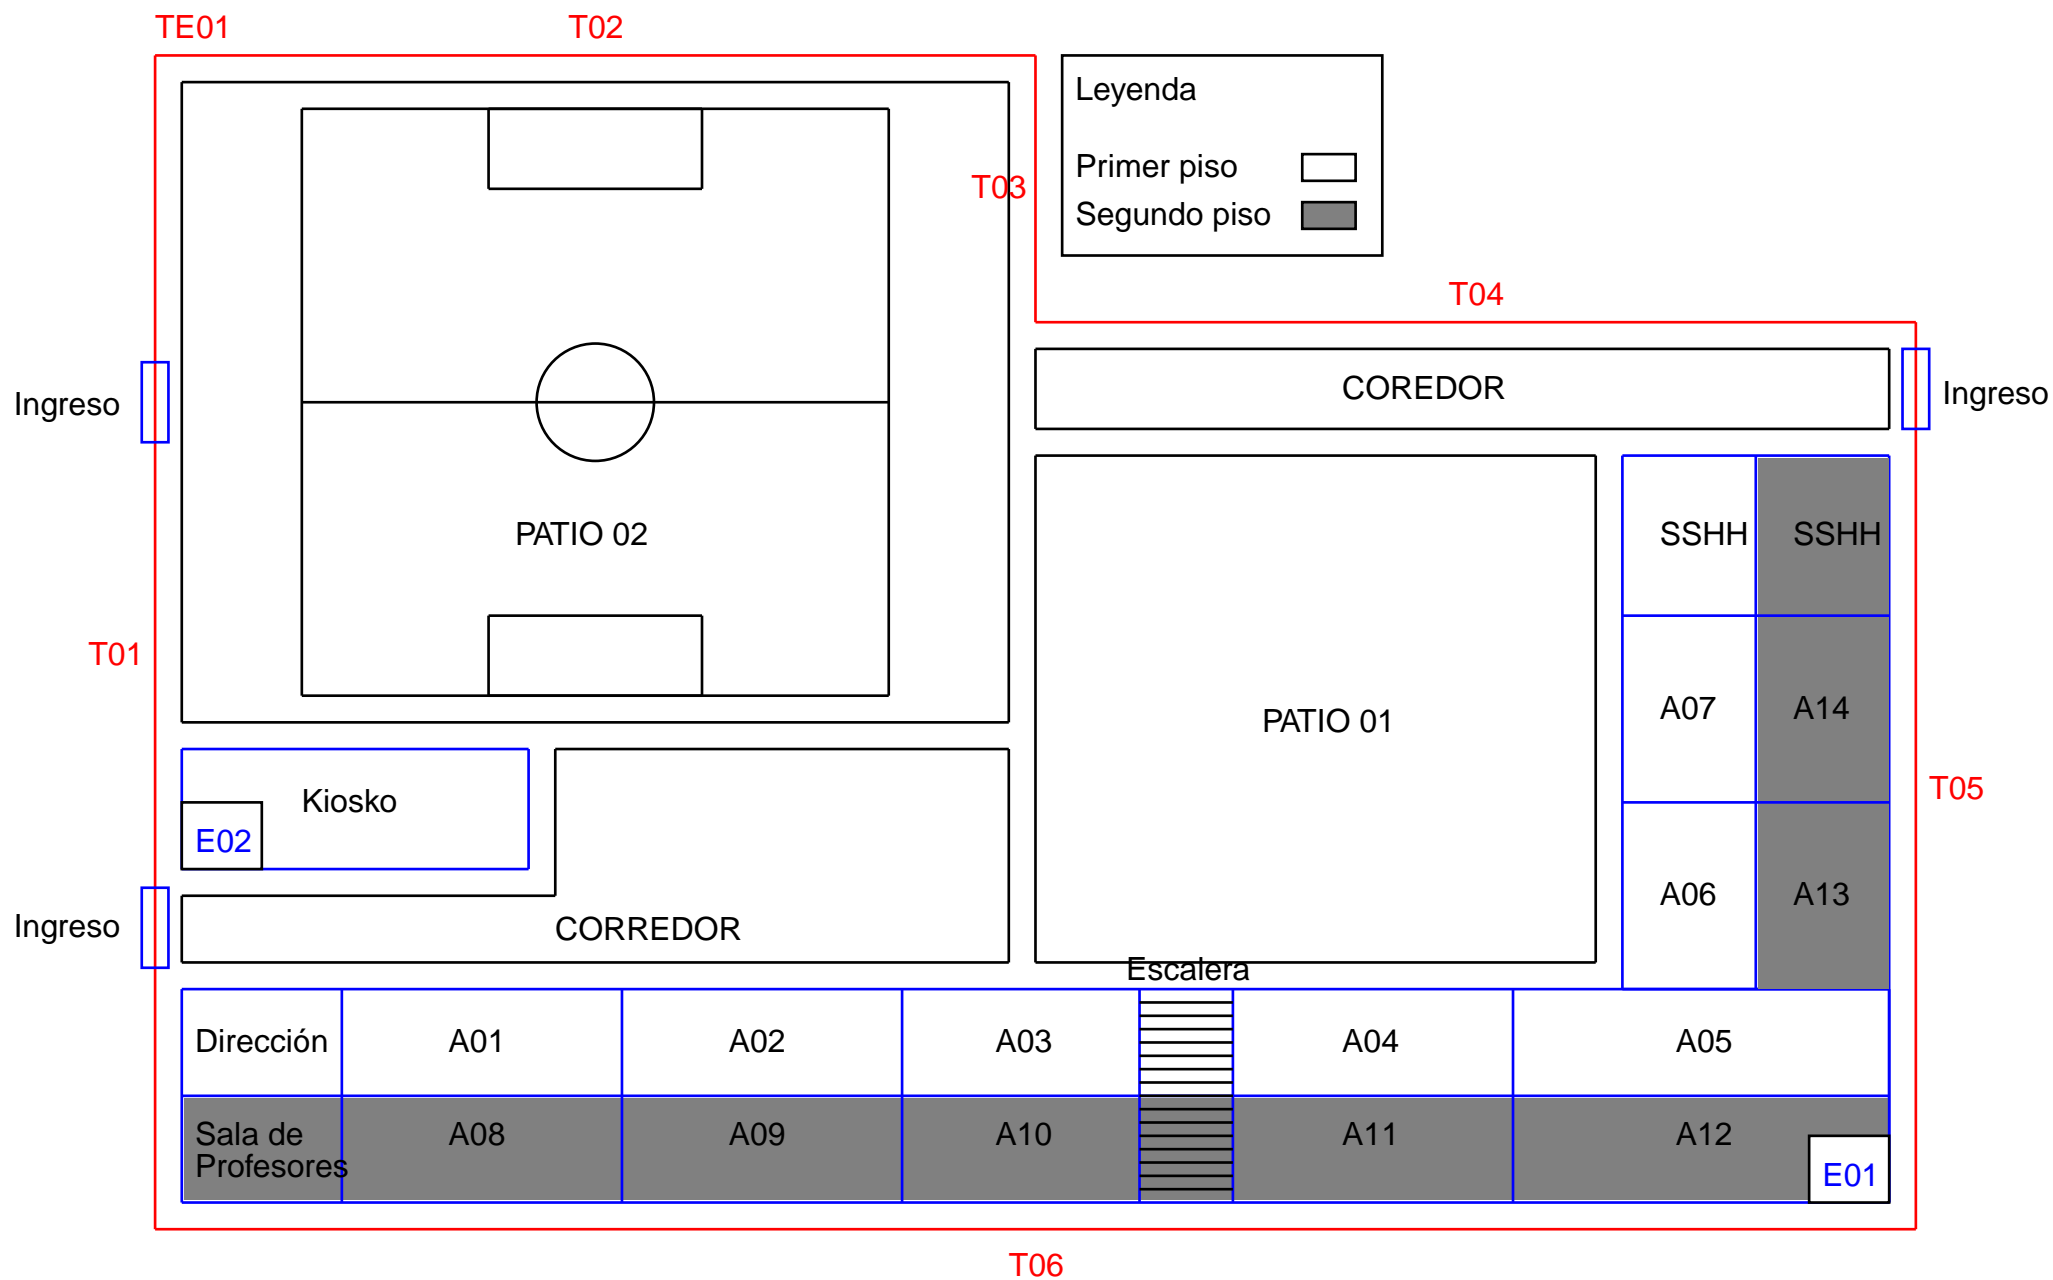 TE01
T02
Leyenda
Primer piso
Segundo piso
T03
T04
Ingreso
COREDOR
Ingreso
PATIO 02
SSHH
SSHH
T01
A07
A14
PATIO 01
T05
Kiosko
E02
A06
A13
Ingreso
CORREDOR
Escalera
Dirección
A01
A02
A03
A04
A05
Sala de
Profesores
A08
A09
A10
A11
A12
E01
T06